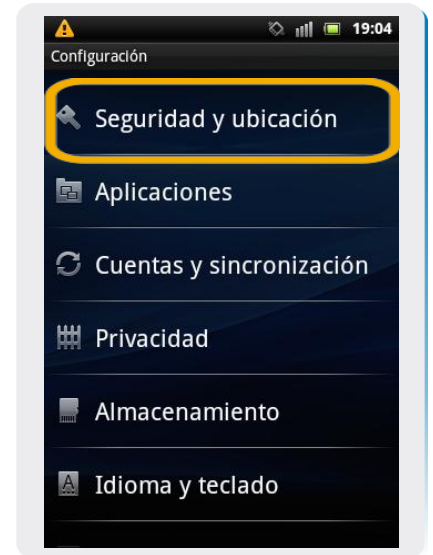 19:04
Configuración
Seguridad y ubicación
Aplicaciones
Cuentas y sincronización
Privacidad
Almacenamiento
Idioma y teclado